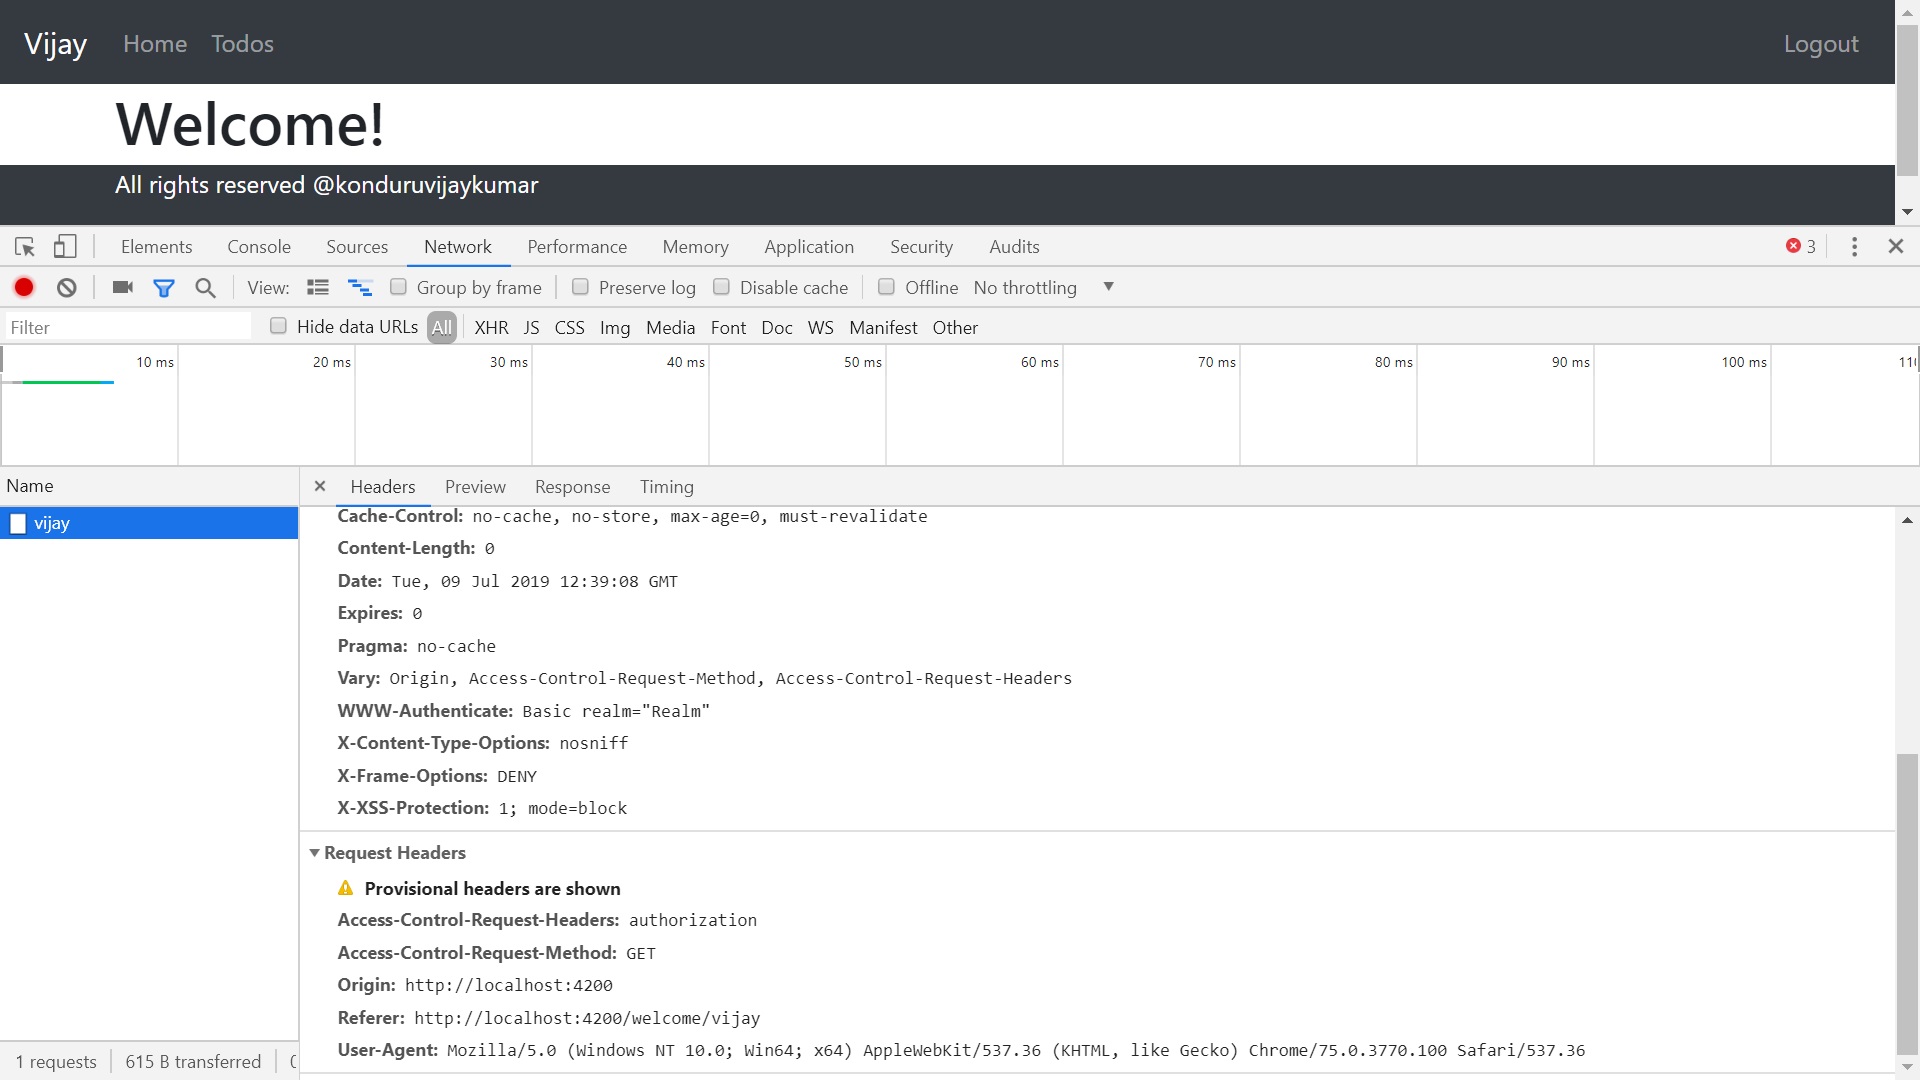 Vijay Home Todos Logout
Welcome!
All rights reserved @konduruvijaykumar
Elements Console Sources Network Performance Memory Application Security Audits 3
View: Group by frame Preserve log Disable cache Offline No throttling
Filter Hide data URLs All XHR JS CSS Img Media Font Doc WS Manifest Other
10 ms 20 ms 30 ms 40 ms 50 ms 60 ms 70 ms 80 ms 90 ms 100 ms
Name Headers Preview Response Timing
vijay
Cache-Control: no-cache, no-store, max-age=0, must-revalidate
Content-Length: 0
Date: Tue, 09 Jul 2019 12:39:08 GMT
Expires: 0
Pragma: no-cache
Vary: Origin, Access-Control-Request-Method, Access-Control-Request-Headers
WWW-Authenticate: Basic realm="Realm"
X-Content-Type-Options: nosniff
X-Frame-Options: DENY
X-XSS-Protection: 1; mode=block
Request Headers
Provisional headers are shown
Access-Control-Request-Headers: authorization
Access-Control-Request-Method: GET
Origin: http://localhost:4200
Referer: http://localhost:4200/welcome/vijay
User-Agent: Mozilla/5.0 (Windows NT 10.0; Win64; x64) AppleWebKit/537.36 (KHTML, like Gecko) Chrome/75.0.3770.100 Safari/537.36
1 requests 615 B transferred